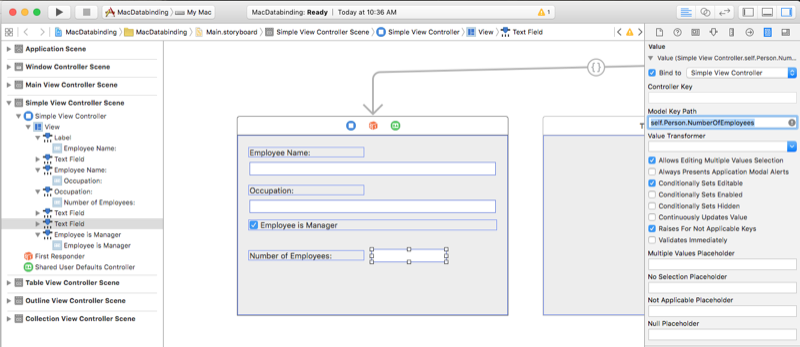 MacDatabinding
My Mac
MacDatabinding: Ready | Today at 10:36 AM
1
MacDatabinding
MacDatabinding
Main.storyboard
Simple View Controller Scene
Simple View Controller
View
Text Field
Application Scene
Window Controller Scene
Main View Controller Scene
Simple View Controller Scene
Simple View Controller
View
Label
Employee Name:
Text Field
Employee Name:
Occupation:
Occupation:
Number of Employees:
Text Field
Text Field
Employee is Manager
Employee is Manager
First Responder
Shared User Defaults Controller
Table View Controller Scene
Outline View Controller Scene
Collection View Controller Scene
Employee Name:
Occupation:
Employee is Manager
Number of Employees:
T
Value
Value (Simple View Controller.self.Person.Num...
Bind to
Simple View Controller
Controller Key
Model Key Path
self.Person.NumberOfEmployees
Value Transformer
Allows Editing Multiple Values Selection
Always Presents Application Modal Alerts
Conditionally Sets Editable
Conditionally Sets Enabled
Conditionally Sets Hidden
Continuously Updates Value
Raises For Not Applicable Keys
Validates Immediately
Multiple Values Placeholder
No Selection Placeholder
Not Applicable Placeholder
Null Placeholder